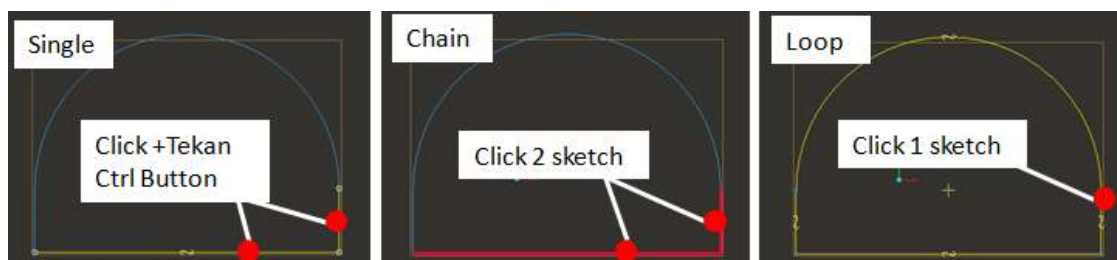 Single
Click +Tekan
Ctrl Button
Chain
Click 2 sketch
Loop
Click 1 sketch